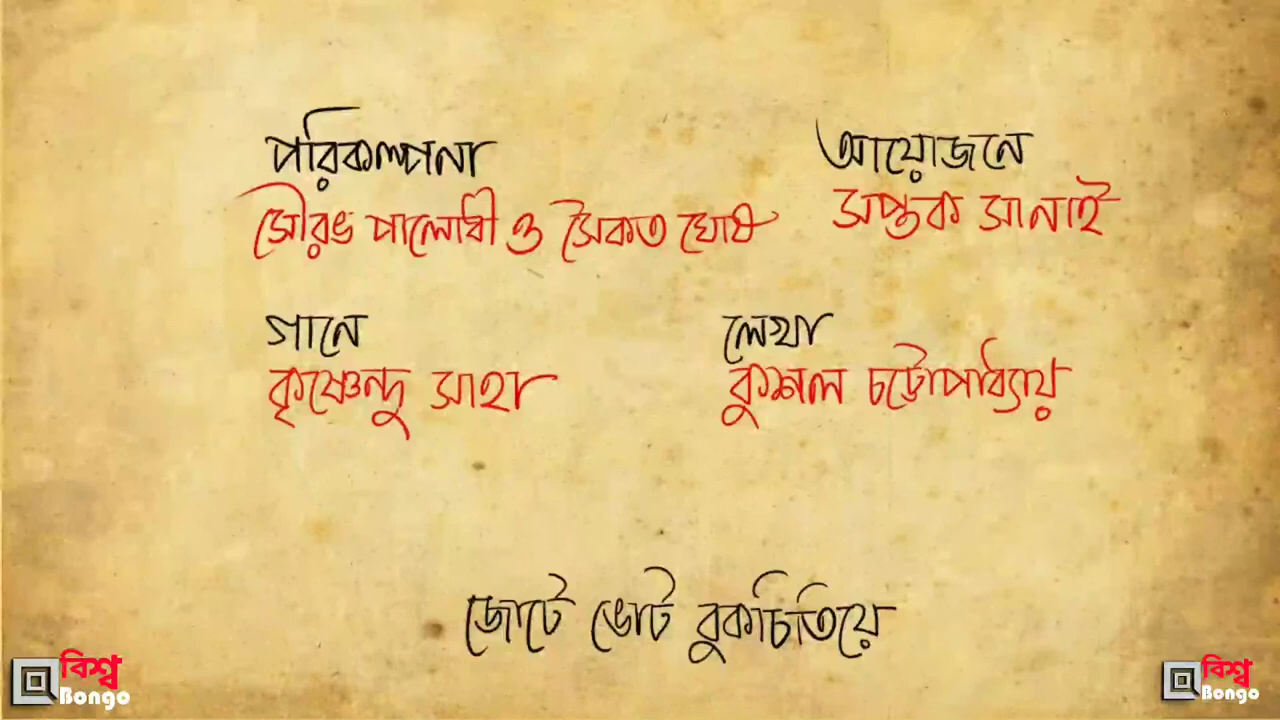 পরিকল্পনা
সৌরভ পালোধী ও সৈকত ঘোষ
আয়োজনে
সপ্তক সানাই
গানে
কৃষ্ণেন্দু সাহা
লেখা
কুশল চট্টোপাধ্যায়
জোটে ভোট বুকচিতিয়ে
বিশ্ব
Bongo
বিশ্ব
Bongo